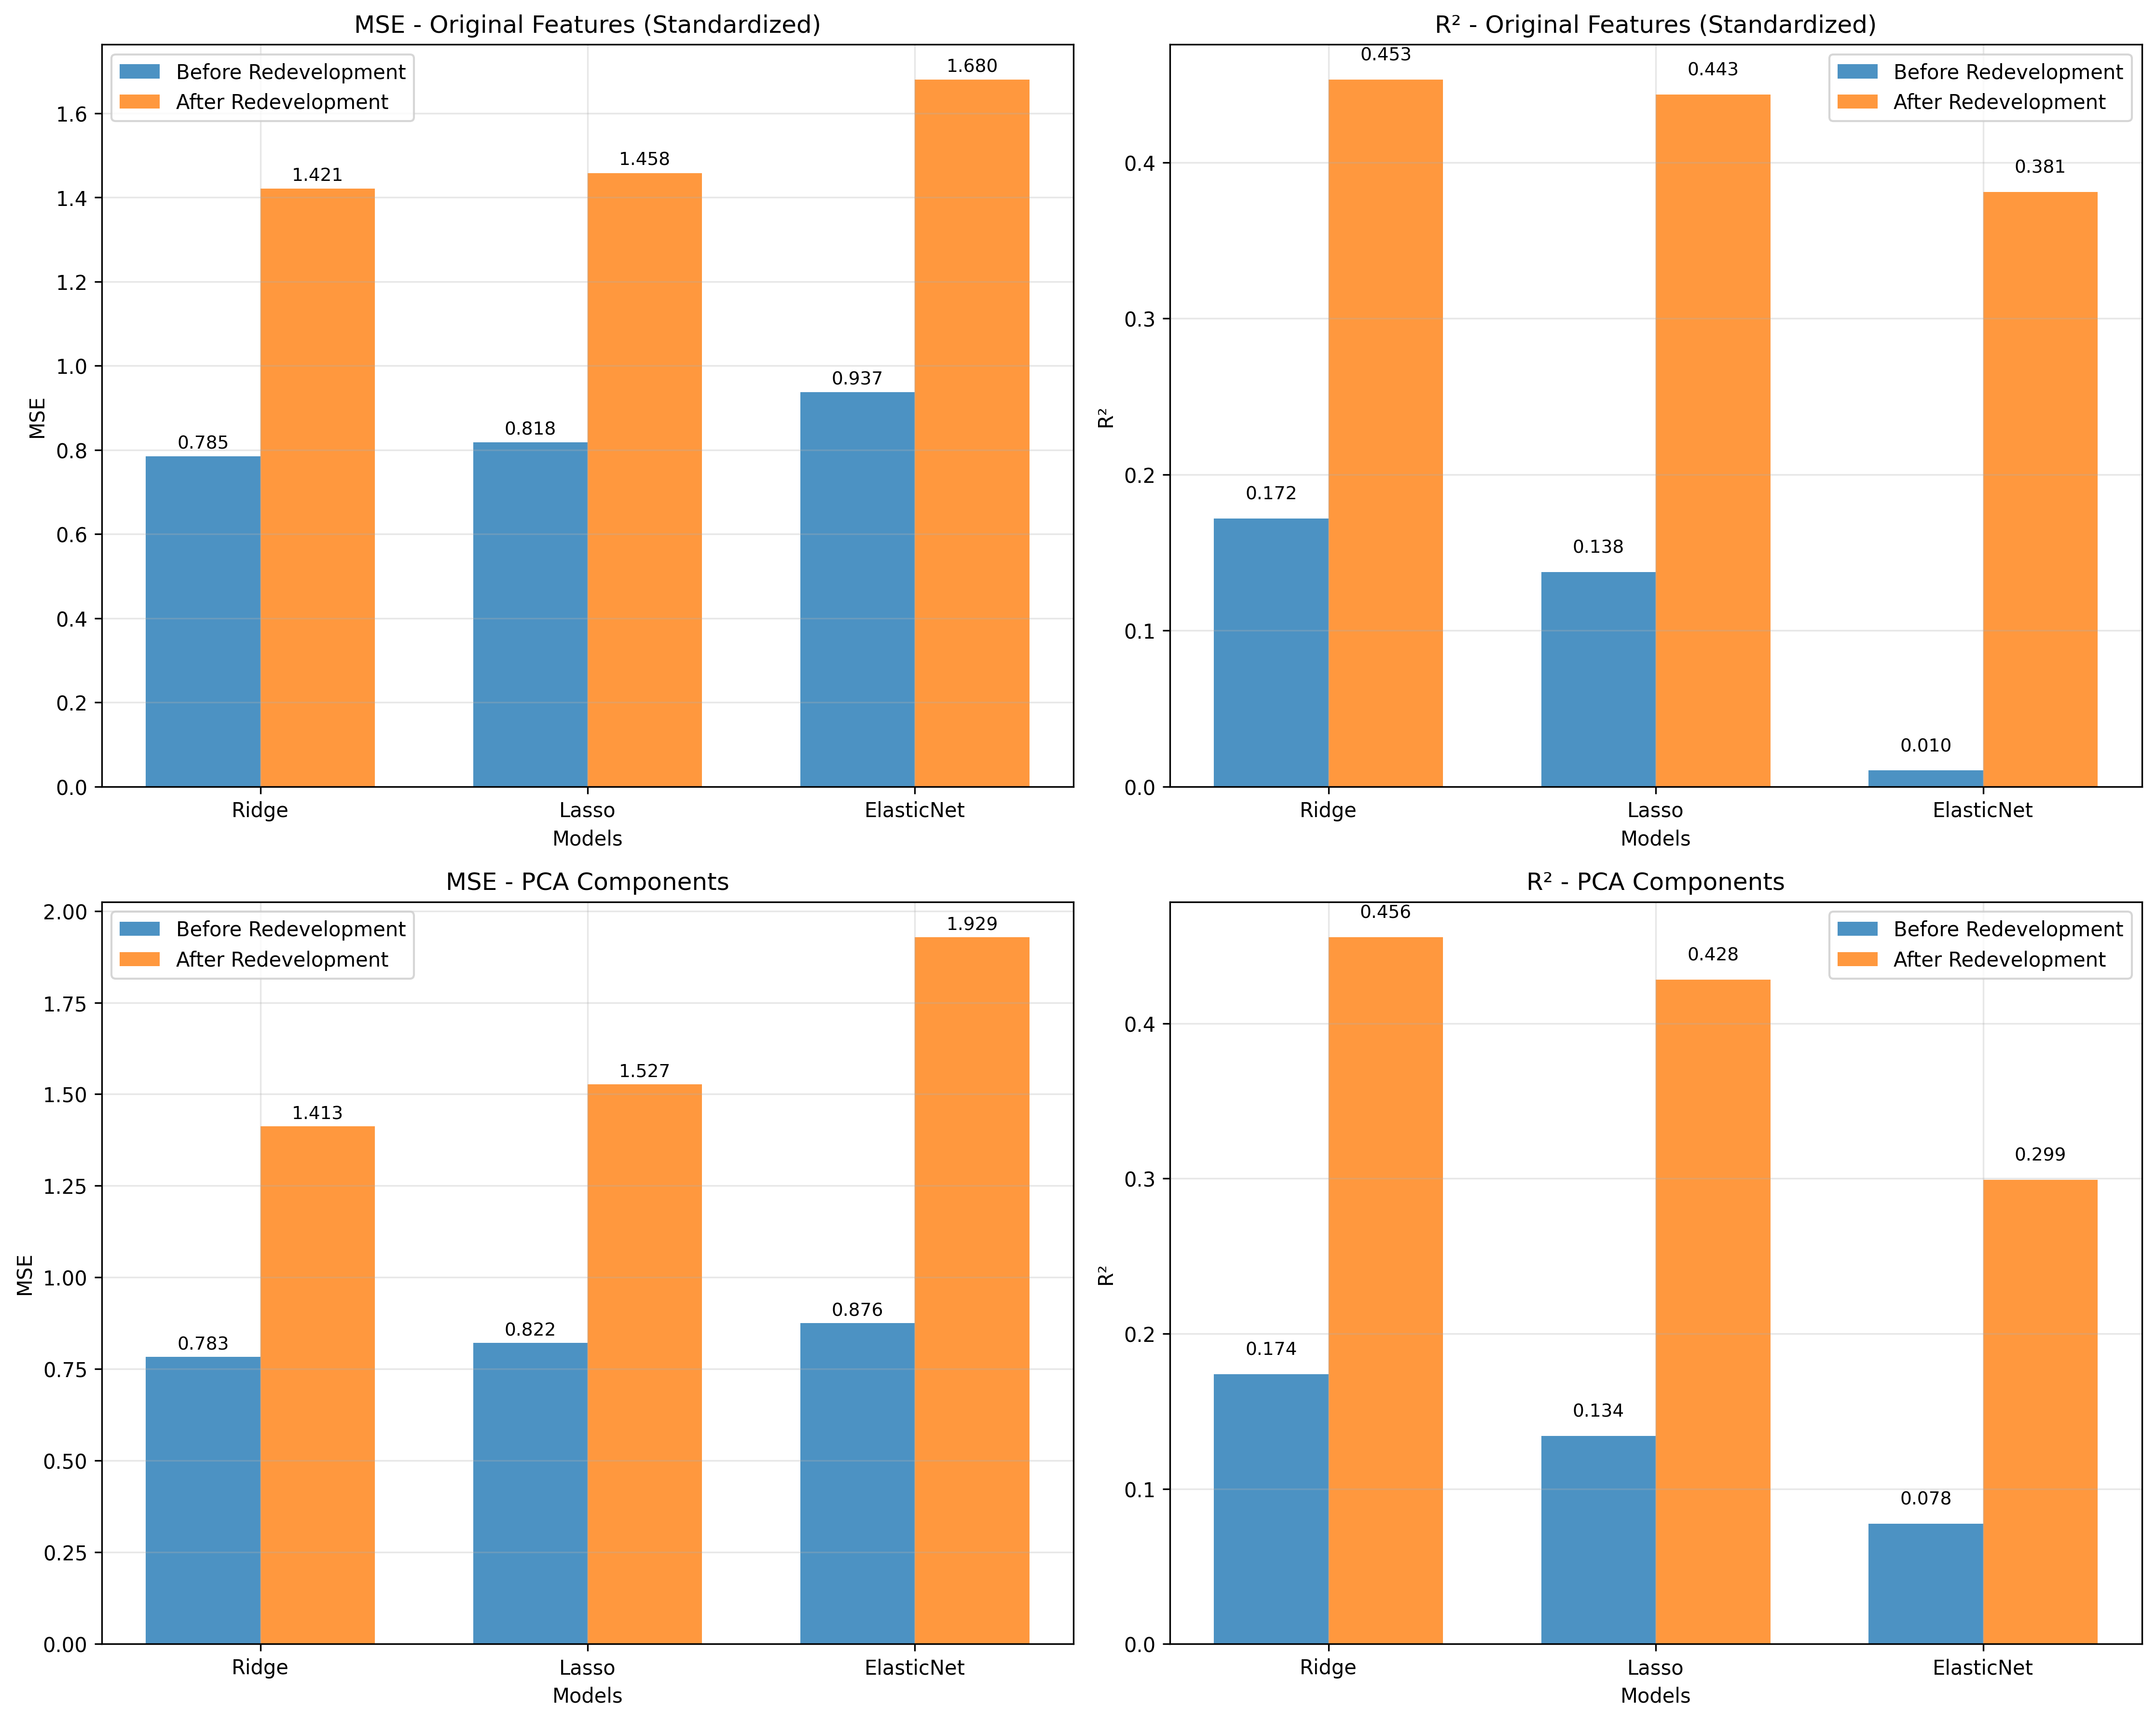 MSE - Original Features (Standardized)
Before Redevelopment
After Redevelopment
MSE
1.6
1.4
1.2
1.0
0.8
0.6
0.4
0.2
0.0
0.785
1.421
0.818
1.458
0.937
1.680
Ridge
Lasso
ElasticNet
Models
R² - Original Features (Standardized)
Before Redevelopment
After Redevelopment
R²
0.4
0.3
0.2
0.1
0.0
0.172
0.453
0.138
0.443
0.010
0.381
Ridge
Lasso
ElasticNet
Models
MSE - PCA Components
Before Redevelopment
After Redevelopment
MSE
2.00
1.75
1.50
1.25
1.00
0.75
0.50
0.25
0.00
0.783
1.413
0.822
1.527
0.876
1.929
Ridge
Lasso
ElasticNet
Models
R² - PCA Components
Before Redevelopment
After Redevelopment
R²
0.4
0.3
0.2
0.1
0.0
0.174
0.456
0.134
0.428
0.078
0.299
Ridge
Lasso
ElasticNet
Models